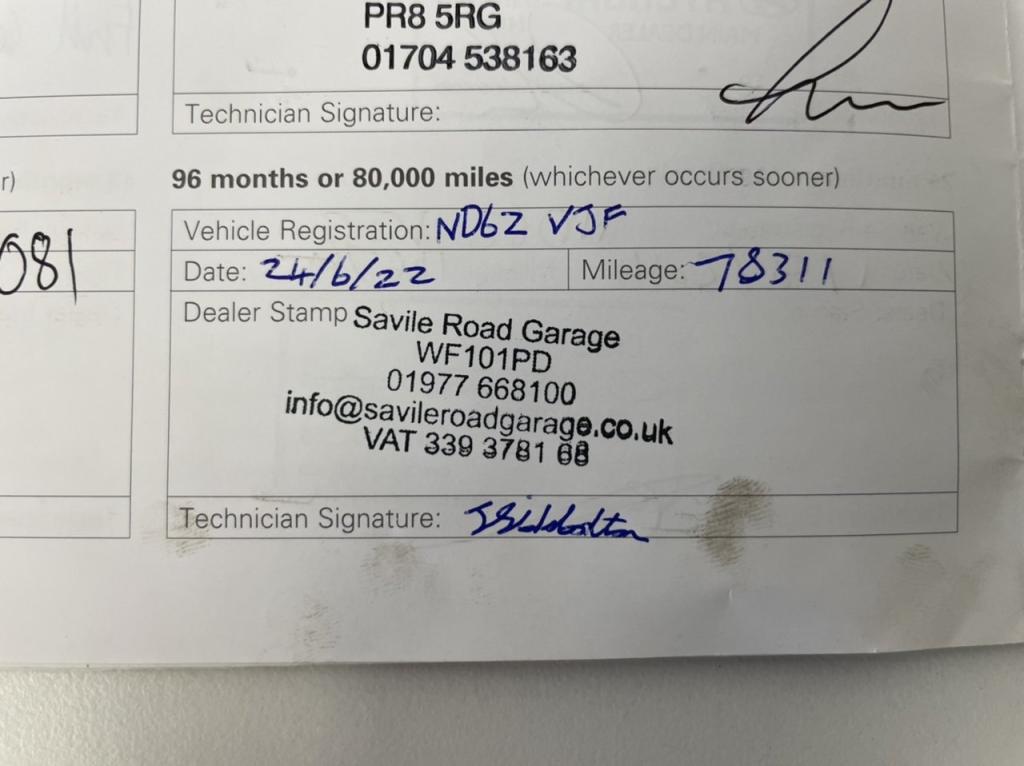 PR8 5RG
01704 538163
Technician Signature:
r)
96 months or 80,000 miles (whichever occurs sooner)
081
Vehicle Registration: ND62 VJF
Date: 24/6/22 Mileage: 78311
Dealer Stamp Savile Road Garage
WF101PD
01977 668100
info@savileroadgarage.co.uk
VAT 339 3781 68
Technician Signature: